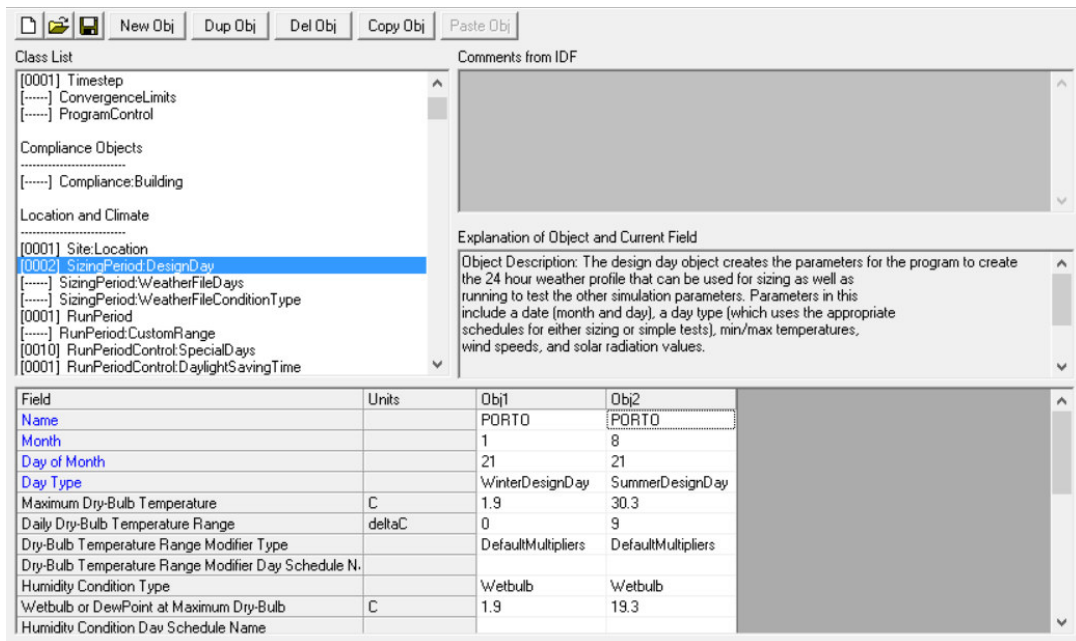 New Obj Dup Obj Del Obj Copy Obj Paste Obj
Class List
[0001] Timestep
[------] ConvergenceLimits
[------] ProgramControl
Compliance Objects
--------------------------
[------] Compliance:Building
Location and Climate
--------------------------
[0001] Site:Location
[0002] SizingPeriod:DesignDay
[------] SizingPeriod:WeatherFileDays
[------] SizingPeriod:WeatherFileConditionType
[0001] RunPeriod
[------] RunPeriod:CustomRange
[0010] RunPeriodControl:SpecialDays
[0001] RunPeriodControl:DaylightSavingTime
Comments from IDF
Explanation of Object and Current Field
Object Description: The design day object creates the parameters for the program to create
the 24 hour weather profile that can be used for sizing as well as
running to test the other simulation parameters. Parameters in this
include a date (month and day), a day type (which uses the appropriate
schedules for either sizing or simple tests), min/max temperatures,
wind speeds, and solar radiation values.
Field Units Obj1 Obj2
Name PORTO PORTO
Month 1 8
Day of Month 21 21
Day Type WinterDesignDay SummerDesignDay
Maximum Dry-Bulb Temperature C 1.9 30.3
Daily Dry-Bulb Temperature Range deltaC 0 9
Dry-Bulb Temperature Range Modifier Type DefaultMultipliers DefaultMultipliers
Dry-Bulb Temperature Range Modifier Day Schedule N
Humidity Condition Type Wetbulb Wetbulb
Wetbulb or DewPoint at Maximum Dry-Bulb C 1.9 19.3
Humidity Condition Day Schedule Name